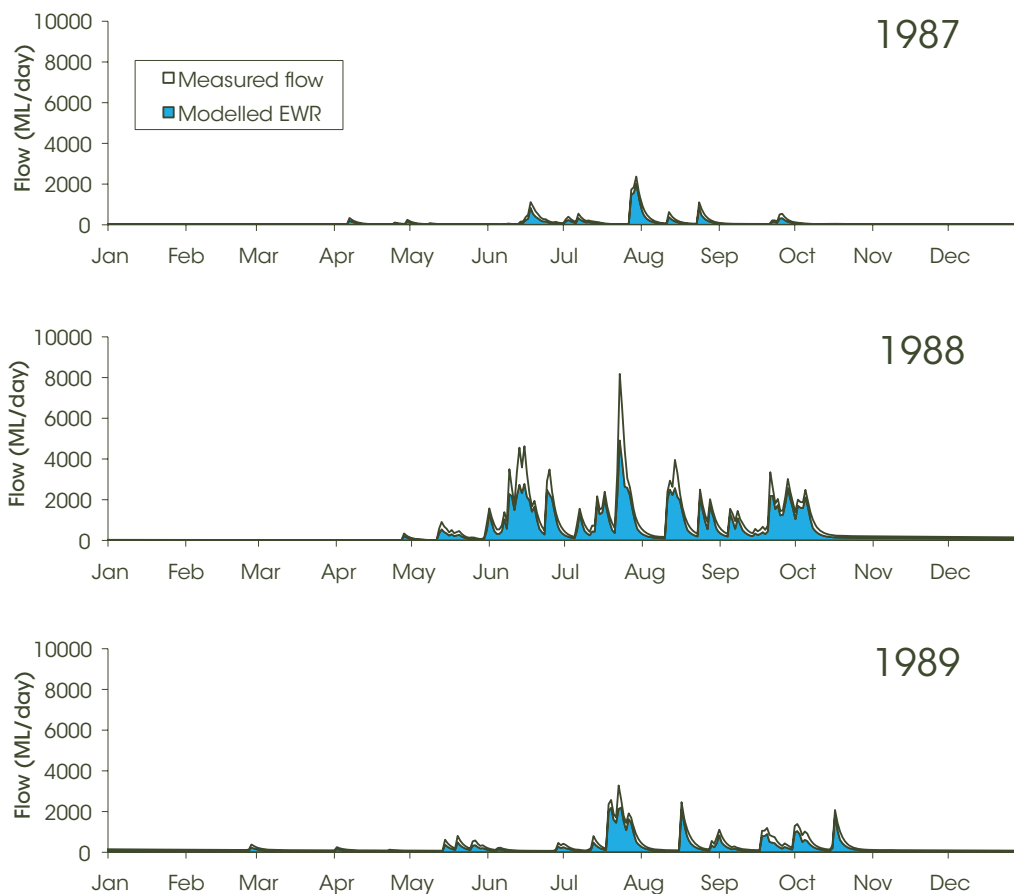 1987
Flow (ML/day)
10000
8000
6000
4000
2000
0
Measured flow
Modelled EWR
Jan Feb Mar Apr May Jun Jul Aug Sep Oct Nov Dec
1988
Flow (ML/day)
10000
8000
6000
4000
2000
0
Jan Feb Mar Apr May Jun Jul Aug Sep Oct Nov Dec
1989
Flow (ML/day)
10000
8000
6000
4000
2000
0
Jan Feb Mar Apr May Jun Jul Aug Sep Oct Nov Dec